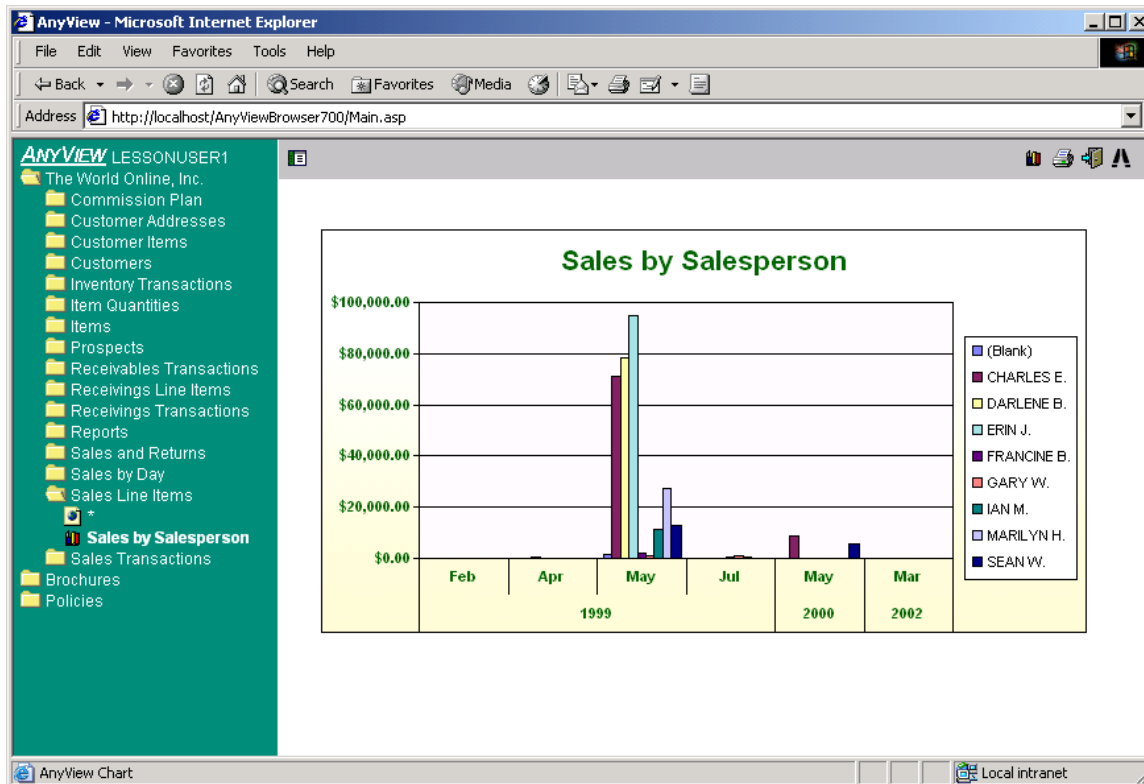 AnyView - Microsoft Internet Explorer
File Edit View Favorites Tools Help
Back Search Favorites Media
Address http://localhost/AnyViewBrowser700/Main.asp
ANYVIEW LESSONUSER1
The World Online, Inc.
Commission Plan
Customer Addresses
Customer Items
Customers
Inventory Transactions
Item Quantities
Items
Prospects
Receivables Transactions
Receivings Line Items
Receivings Transactions
Reports
Sales and Returns
Sales by Day
Sales Line Items
*
Sales by Salesperson
Sales Transactions
Brochures
Policies
Sales by Salesperson
$100,000.00
$80,000.00
$60,000.00
$40,000.00
$20,000.00
$0.00
Feb Apr May Jul May Mar
1999 2000 2002
(Blank)
CHARLES E.
DARLENE B.
ERIN J.
FRANCINE B.
GARY W.
IAN M.
MARILYN H.
SEAN W.
AnyView Chart Local intranet